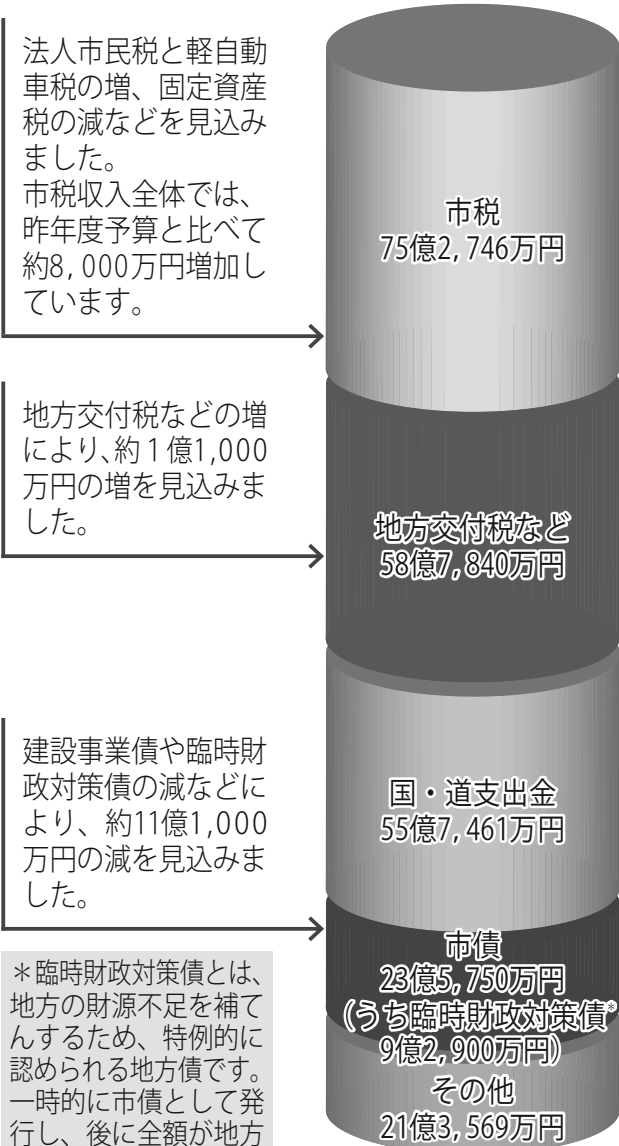 法人市民税と軽自動
車税の増、固定資産
税の減などを見込み
ました。
市税収入全体では、
昨年度予算と比べて
約8,000万円増加し
ています。
市税
75億2,746万円
地方交付税などの増
により、約1億1,000
万円の増を見込みま
した。
地方交付税など
58億7,840万円
国・道支出金
55億7,461万円
建設事業債や臨時財
政対策債の減などに
より、約11億1,000
万円の減を見込みま
した。
市債
23億5,750万円
(うち臨時財政対策債*
9億2,900万円)
その他
21億3,569万円
＊臨時財政対策債とは、
地方の財源不足を補て
んするため、特例的に
認められる地方債です。
一時的に市債として発
行し、後に全額が地方